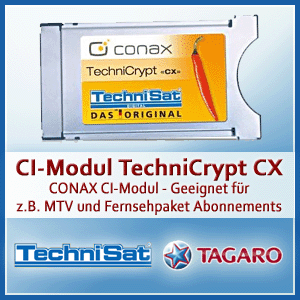 conax
TechniCrypt «CX»
TechniSat
DIGITAL
DAS ORIGINAL
CI-Modul TechniCrypt CX
CONAX CI-Modul - Geeignet für
z.B. MTV und Fernsehpaket Abonnements
TechniSat
TAGARO